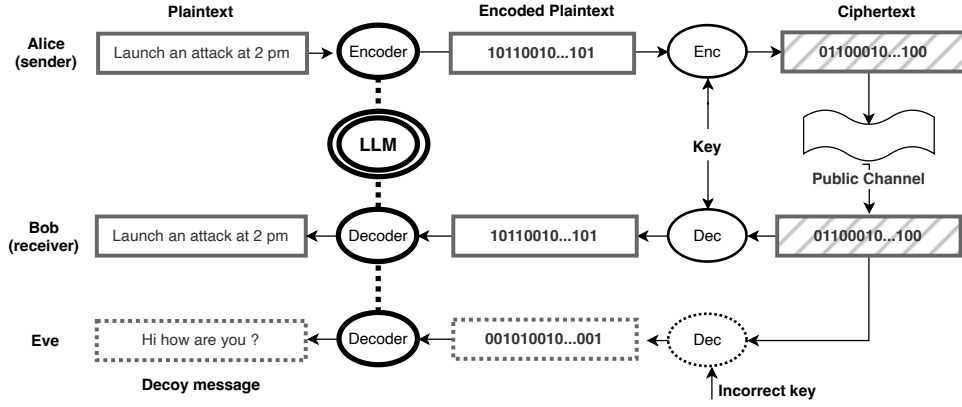 Plaintext Encoded Plaintext Ciphertext
Alice
(sender)
Launch an attack at 2 pm Encoder 10110010...101 Enc 01100010...100
LLM
Key
Public Channel
Bob
(receiver)
Launch an attack at 2 pm Decoder 10110010...101 Dec 01100010...100
Eve
Hi how are you ? Decoder 001010010...001 Dec
Decoy message
Incorrect key